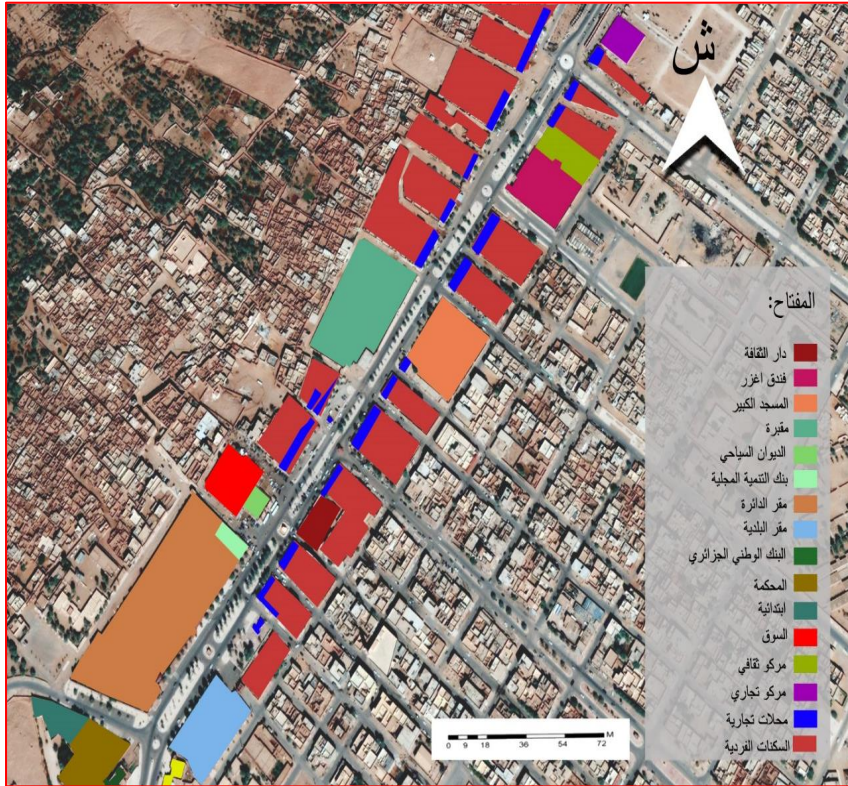 ش
المفتاح:
دار الثقافة
فندق اغزر
المسجد الكبير
مقبرة
الديوان السياحي
بنك التنمية المحلية
مقر الدائرة
مقر البلدية
البنك الوطني الجزائري
المحكمة
ابتدائية
السوق
مركو ثقافي
مركو تجاري
محلات تجارية
السكنات الفردية
M
0 9 18 36 54 72